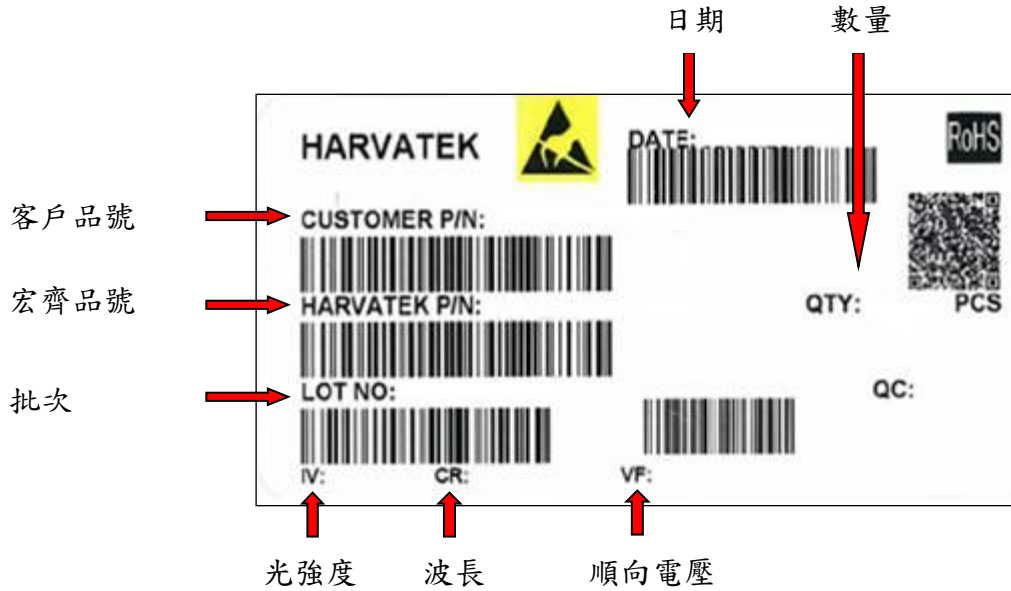 日期 數量
HARVATEK DATE: RoHS
客戶品號 CUSTOMER P/N:
宏齊品號 HARVATEK P/N: QTY: PCS
批次 LOT NO: QC:
IV: CR: VF:
光強度 波長 順向電壓